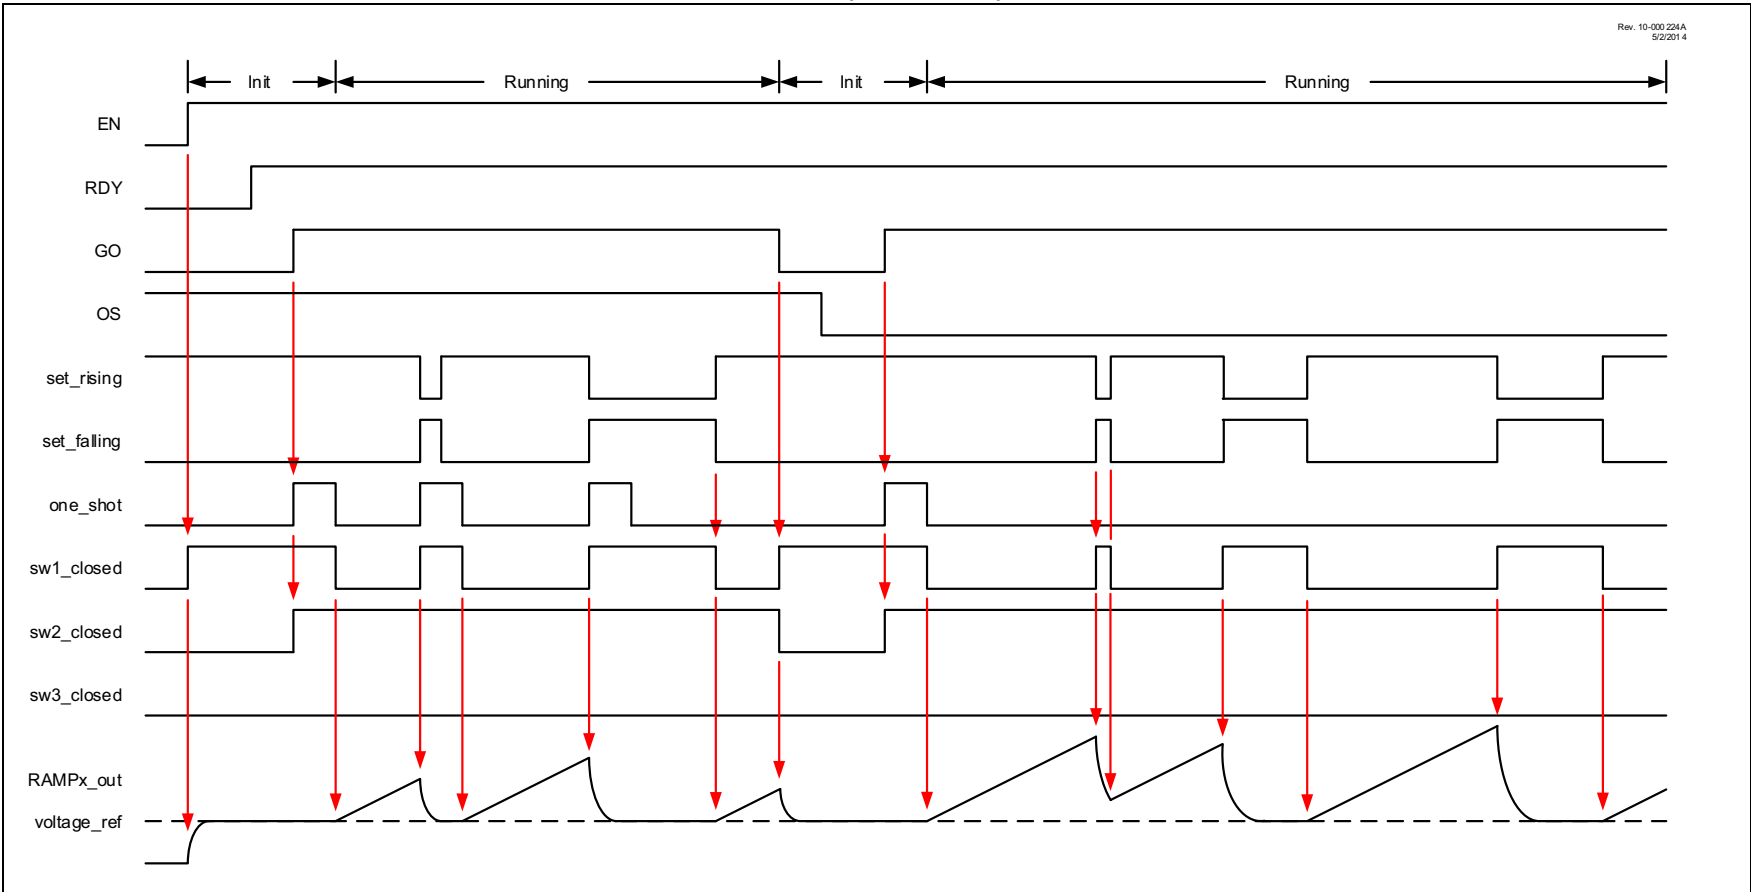 Rev. 10-000 224A
5/2/2014
Init
Running
Init
Running
EN
RDY
GO
OS
set_rising
set_falling
one_shot
sw1_closed
sw2_closed
sw3_closed
RAMPx_out
voltage_ref